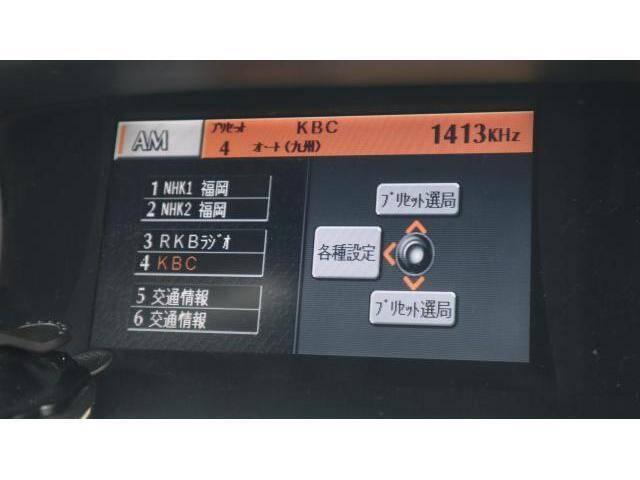 AM
ﾌﾟﾘｾｯﾄ KBC
4 ｵｰﾄ(九州)
1413KHz
1 NHK1 福岡
2 NHK2 福岡
3 RKBﾗｼﾞｵ
4 KBC
5 交通情報
6 交通情報
ﾌﾟﾘｾｯﾄ選局
各種設定
ﾌﾟﾘｾｯﾄ選局